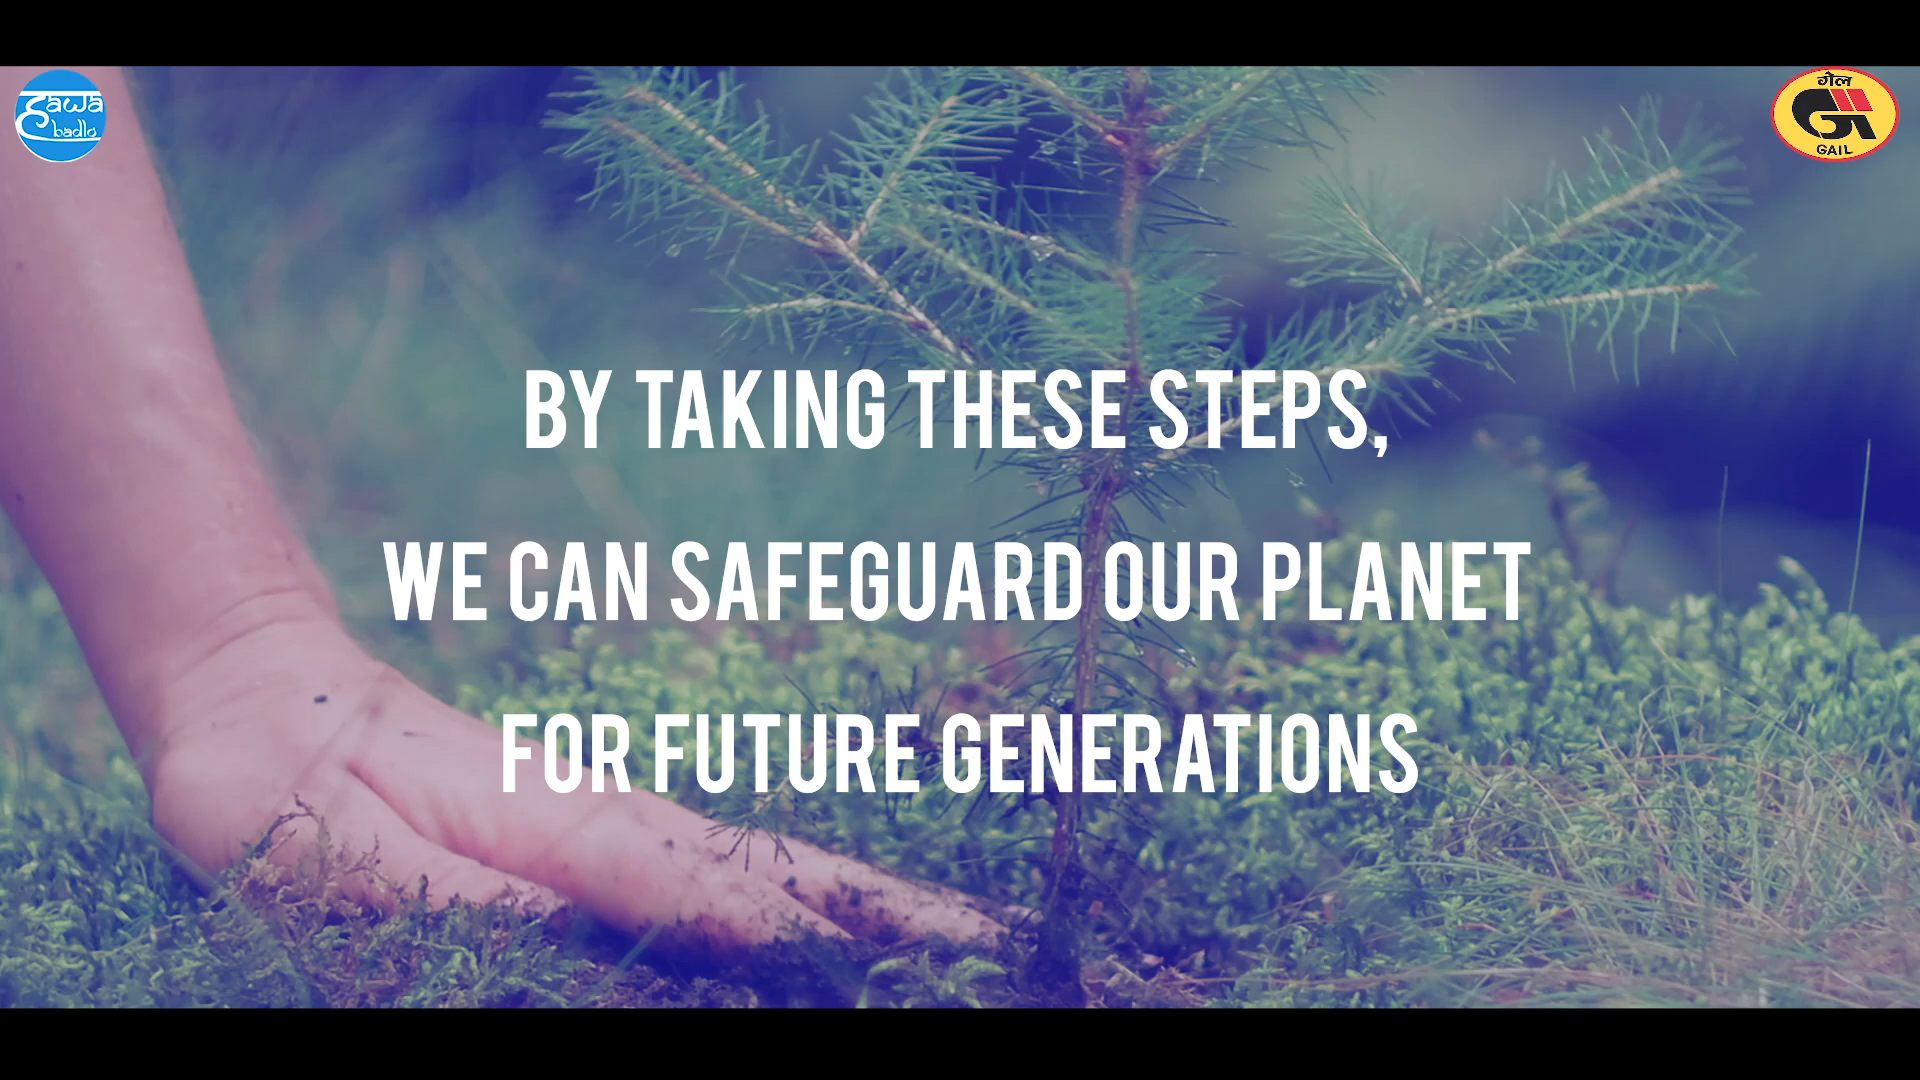 Hawa
badlo
गेल
GAIL
BY TAKING THESE STEPS,
WE CAN SAFEGUARD OUR PLANET
FOR FUTURE GENERATIONS